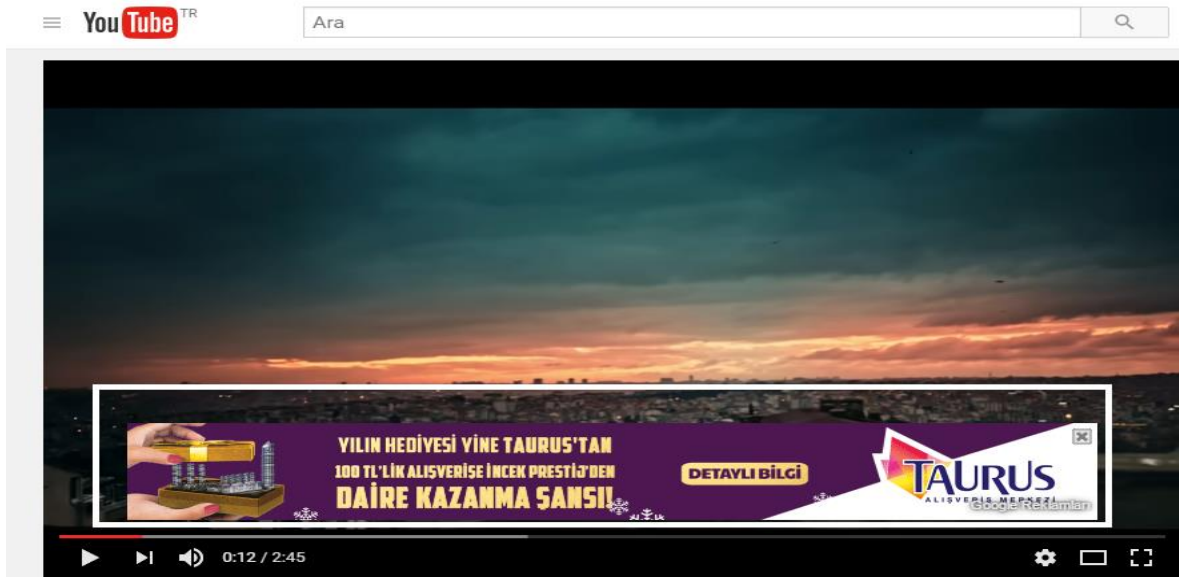 YouTube TR
Ara
YILIN HEDİYESİ YİNE TAURUS'TAN
100 TL'LİK ALIŞVERİŞE İNCEK PRESTİJ'DEN
DAİRE KAZANMA ŞANSI!
DETAYLI BİLGİ
TAURUS
ALIŞVERİŞ MERKEZİ
Google Reklamları
0:12 / 2:45